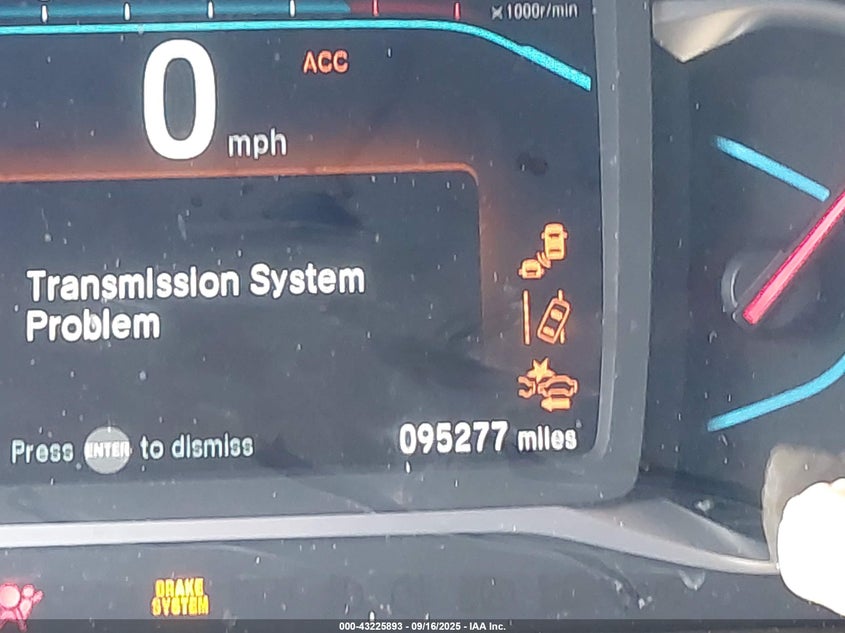 x1000r/min
0 mph
ACC
Transmission System
Problem
Press ENTER to dismiss
095277 miles
BRAKE
SYSTEM
000-43225893 - 09/16/2025 - IAA Inc.